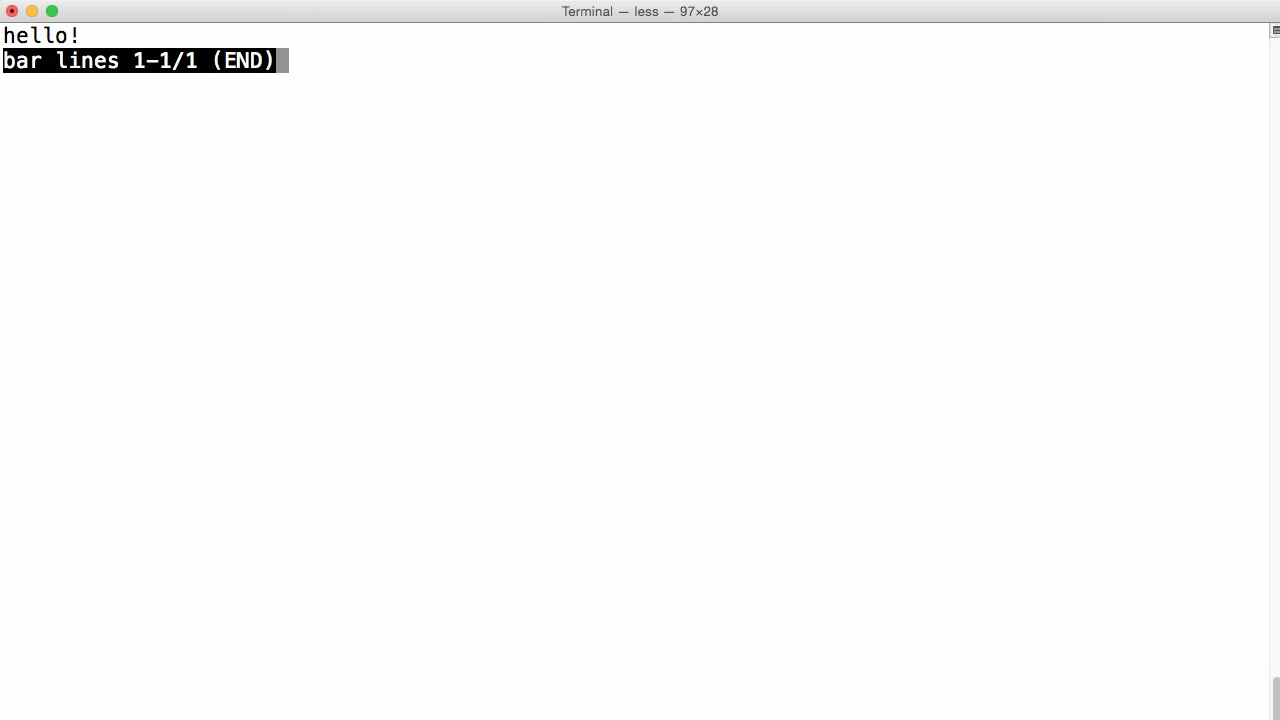 Terminal — less — 97×28
hello!
bar lines 1-1/1 (END)